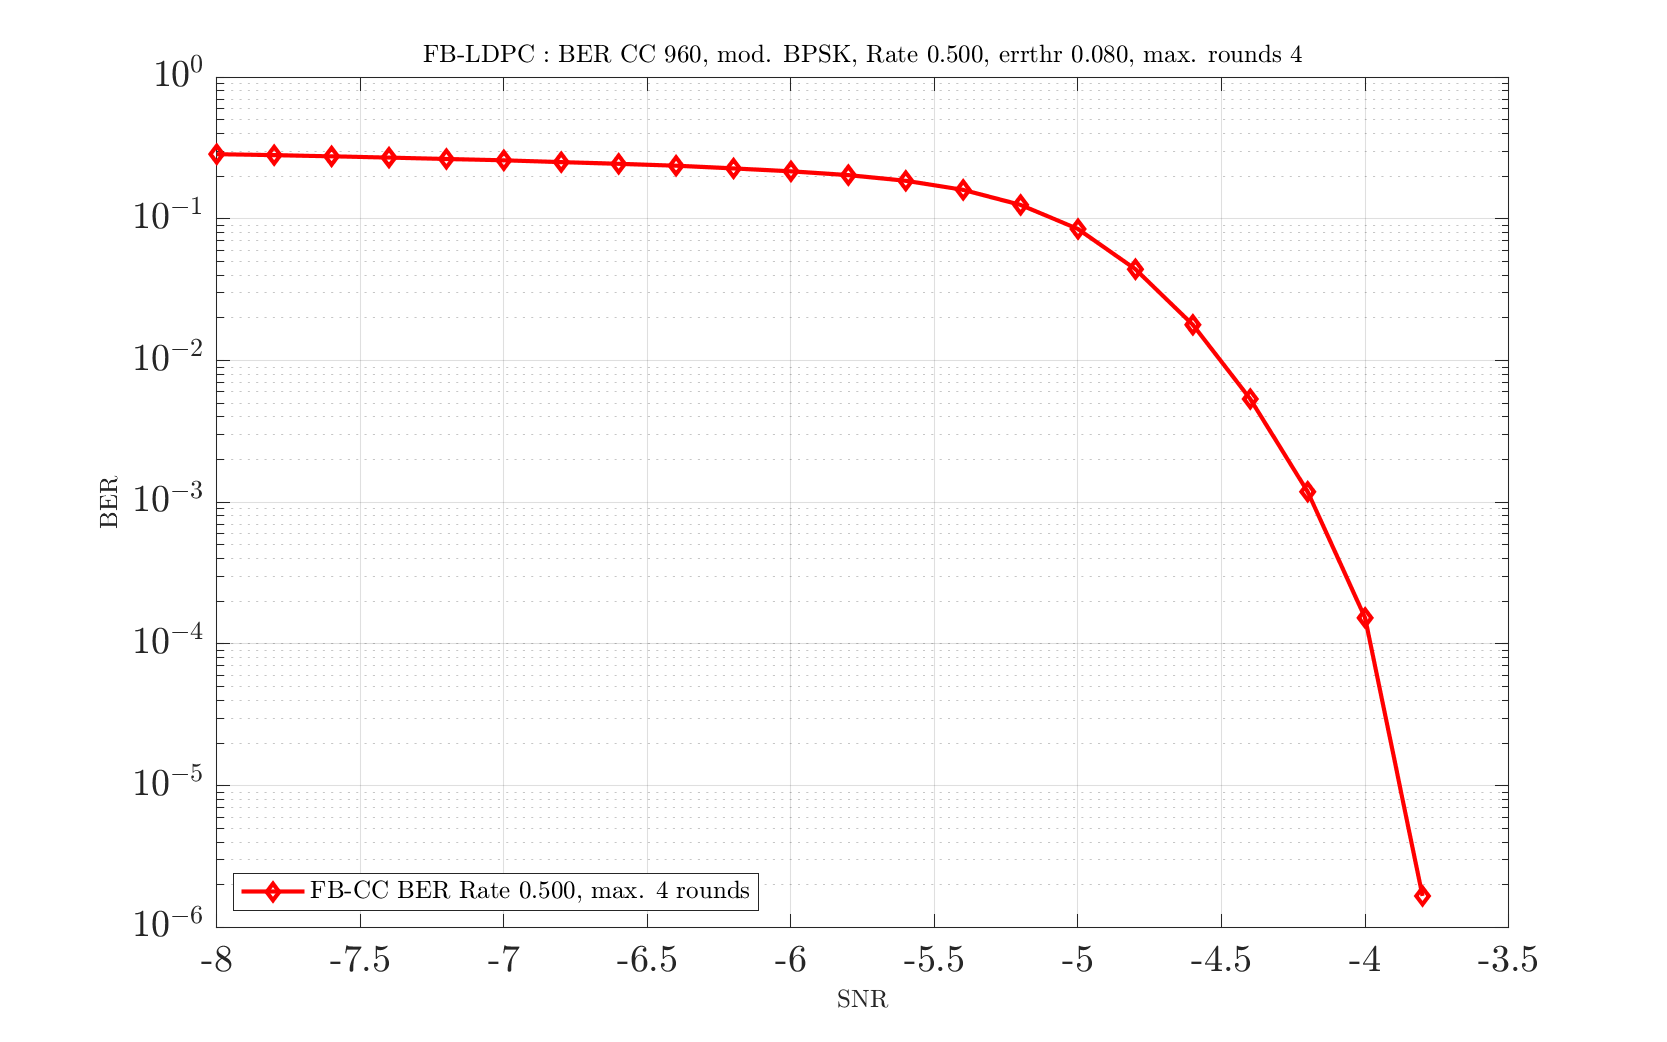 FB-LDPC : BER CC 960, mod. BPSK, Rate 0.500, errthr 0.080, max. rounds 4
10^0
10^{-1}
10^{-2}
10^{-3}
10^{-4}
10^{-5}
10^{-6}
BER
FB-CC BER Rate 0.500, max. 4 rounds
-8 -7.5 -7 -6.5 -6 -5.5 -5 -4.5 -4 -3.5
SNR